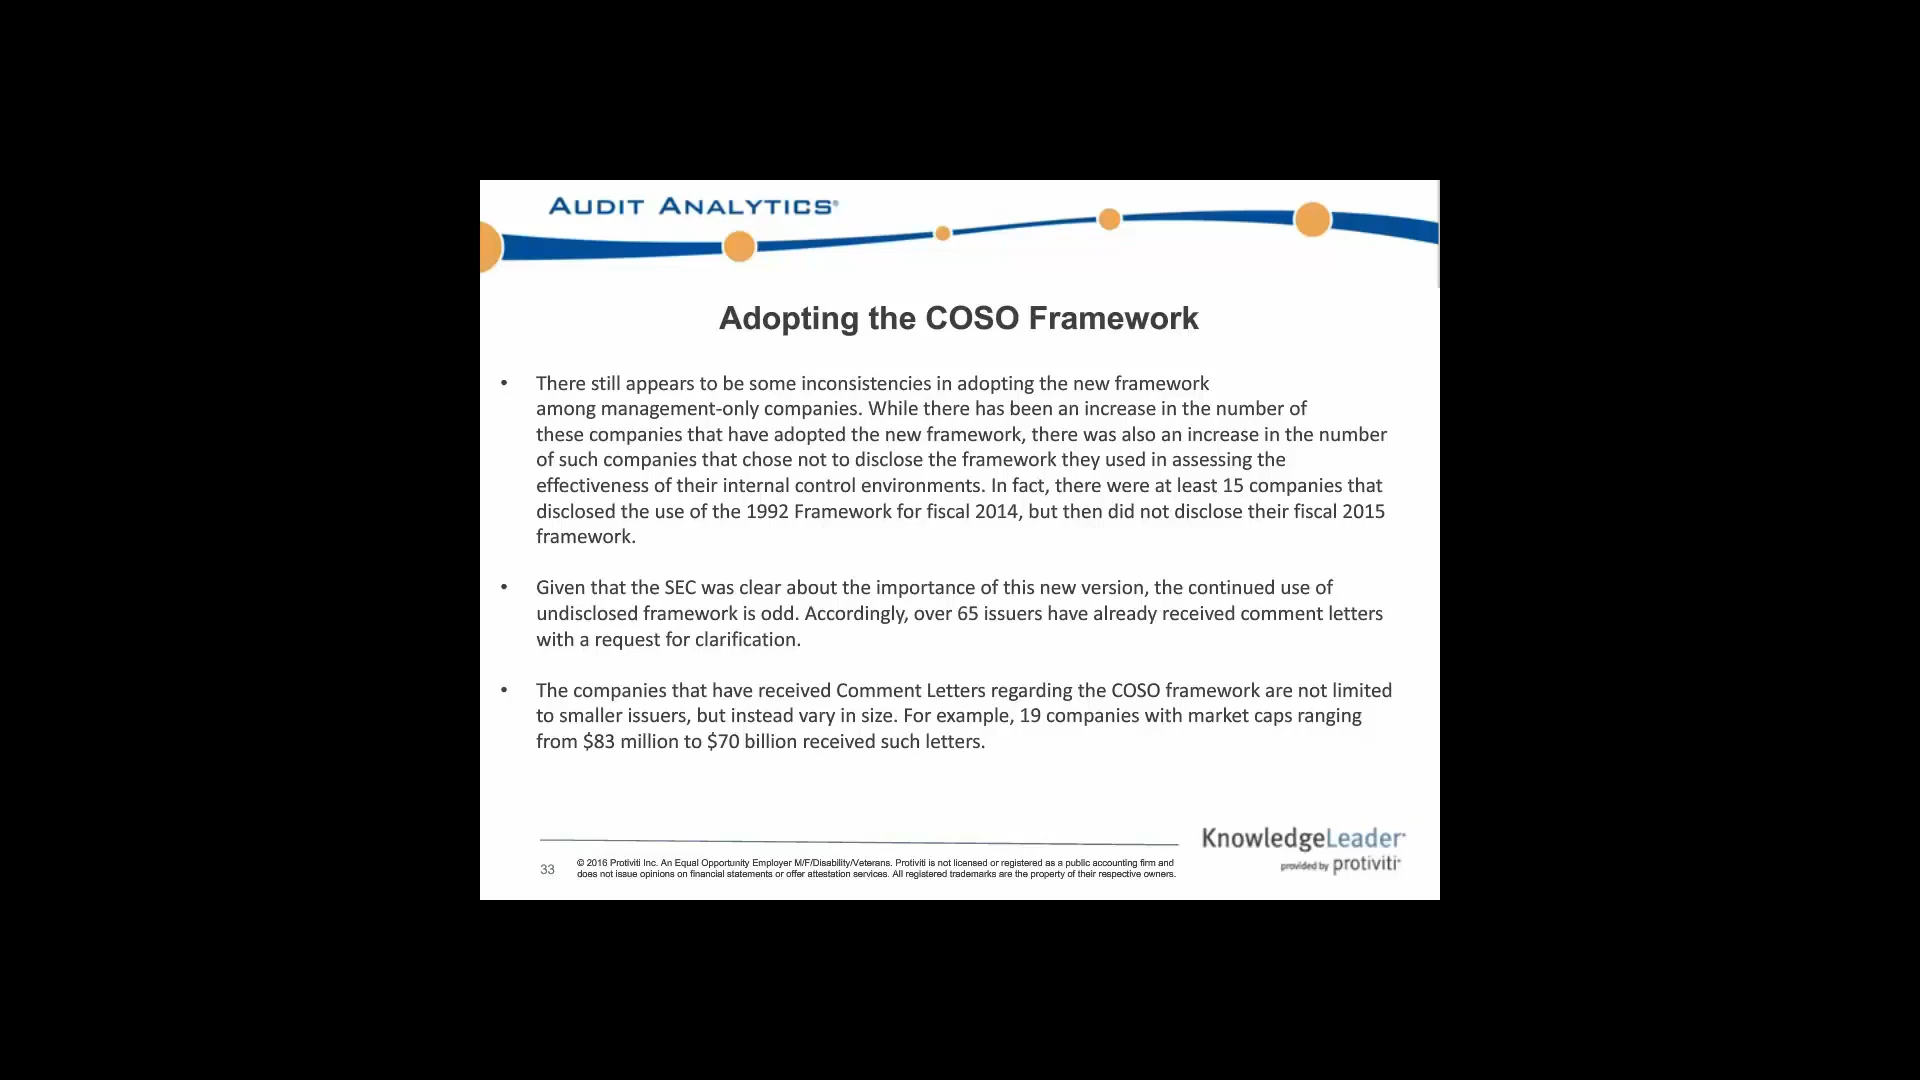 AUDIT ANALYTICS®
Adopting the COSO Framework
• There still appears to be some inconsistencies in adopting the new framework
among management-only companies. While there has been an increase in the number of
these companies that have adopted the new framework, there was also an increase in the number
of such companies that chose not to disclose the framework they used in assessing the
effectiveness of their internal control environments. In fact, there were at least 15 companies that
disclosed the use of the 1992 Framework for fiscal 2014, but then did not disclose their fiscal 2015
framework.
• Given that the SEC was clear about the importance of this new version, the continued use of
undisclosed framework is odd. Accordingly, over 65 issuers have already received comment letters
with a request for clarification.
• The companies that have received Comment Letters regarding the COSO framework are not limited
to smaller issuers, but instead vary in size. For example, 19 companies with market caps ranging
from $83 million to $70 billion received such letters.
KnowledgeLeader
provided by protiviti
33
© 2016 Protiviti Inc. An Equal Opportunity Employer M/F/Disability/Veterans. Protiviti is not licensed or registered as a public accounting firm and
does not issue opinions on financial statements or offer attestation services. All registered trademarks are the property of their respective owners.